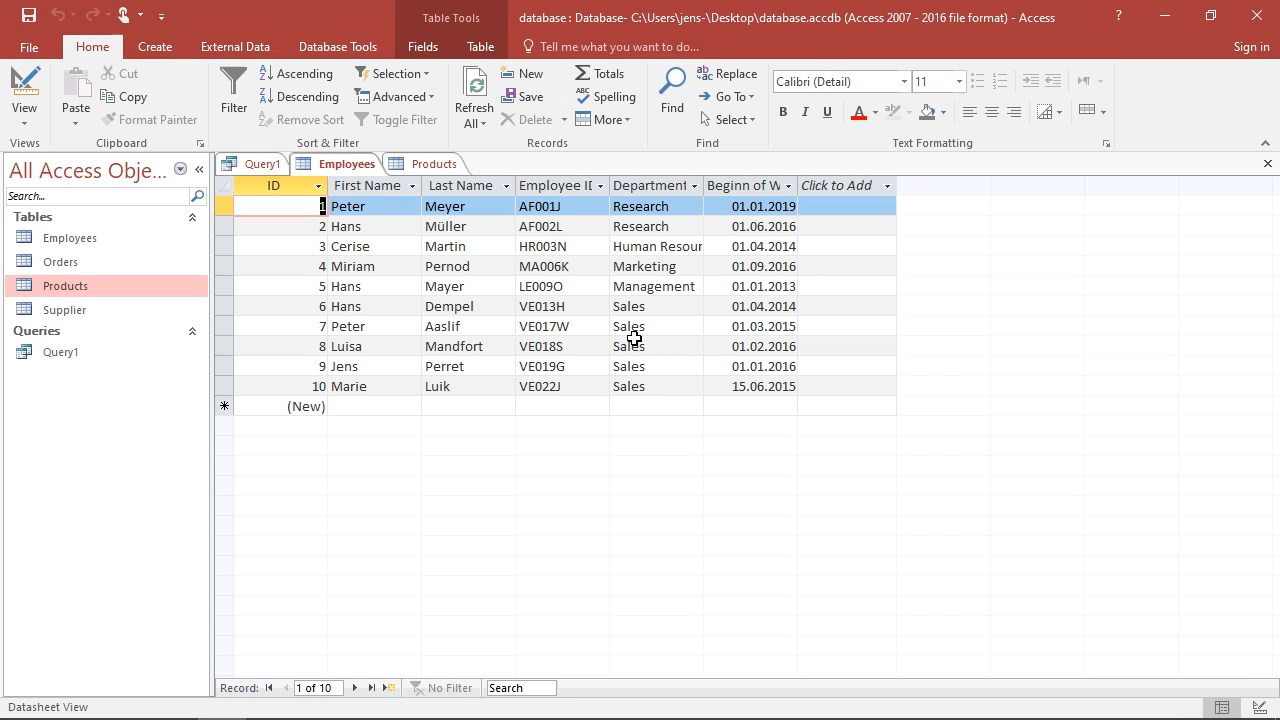 Table Tools
database : Database- C:\Users\jens-\Desktop\database.accdb (Access 2007 - 2016 file format) - Access
?
File Home Create External Data Database Tools Fields Table Tell me what you want to do... Sign in
View
Views
Paste
Cut
Copy
Format Painter
Clipboard
Filter
Ascending
Descending
Remove Sort
Selection
Advanced
Toggle Filter
Sort & Filter
Refresh
All
New
Save
Delete
Totals
Spelling
More
Records
Find
Replace
Go To
Select
Find
Calibri (Detail) 11
B I U A
Text Formatting
All Access Obje...
Search...
Tables
Employees
Orders
Products
Supplier
Queries
Query1
Query1 Employees Products
ID First Name Last Name Employee ID Department Beginn of W Click to Add
1 Peter Meyer AF001J Research 01.01.2019
2 Hans Müller AF002L Research 01.06.2016
3 Cerise Martin HR003N Human Resour 01.04.2014
4 Miriam Pernod MA006K Marketing 01.09.2016
5 Hans Mayer LE009O Management 01.01.2013
6 Hans Dempel VE013H Sales 01.04.2014
7 Peter Aaslif VE017W Sales 01.03.2015
8 Luisa Mandfort VE018S Sales 01.02.2016
9 Jens Perret VE019G Sales 01.01.2016
10 Marie Luik VE022J Sales 15.06.2015
(New)
Record: 1 of 10 No Filter Search
Datasheet View